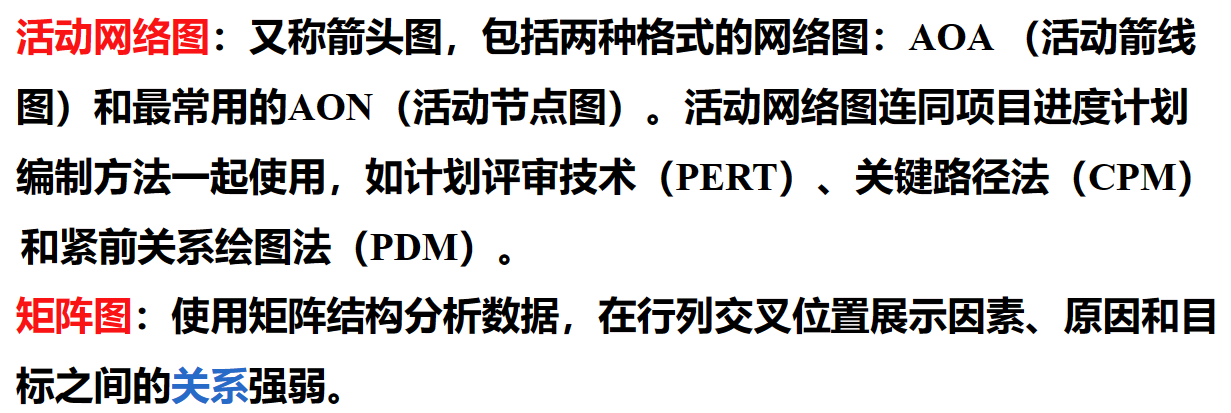 活动网络图：又称箭头图，包括两种格式的网络图：AOA（活动箭线
图）和最常用的AON（活动节点图）。活动网络图连同项目进度计划
编制方法一起使用，如计划评审技术（PERT）、关键路径法（CPM）
和紧前关系绘图法（PDM）。
矩阵图：使用矩阵结构分析数据，在行列交叉位置展示因素、原因和目
标之间的关系强弱。